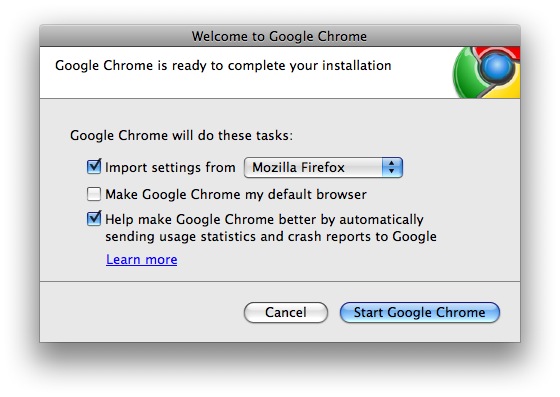 Welcome to Google Chrome
Google Chrome is ready to complete your installation
Google Chrome will do these tasks:
Import settings from Mozilla Firefox
Make Google Chrome my default browser
Help make Google Chrome better by automatically
sending usage statistics and crash reports to Google
Learn more
Cancel Start Google Chrome